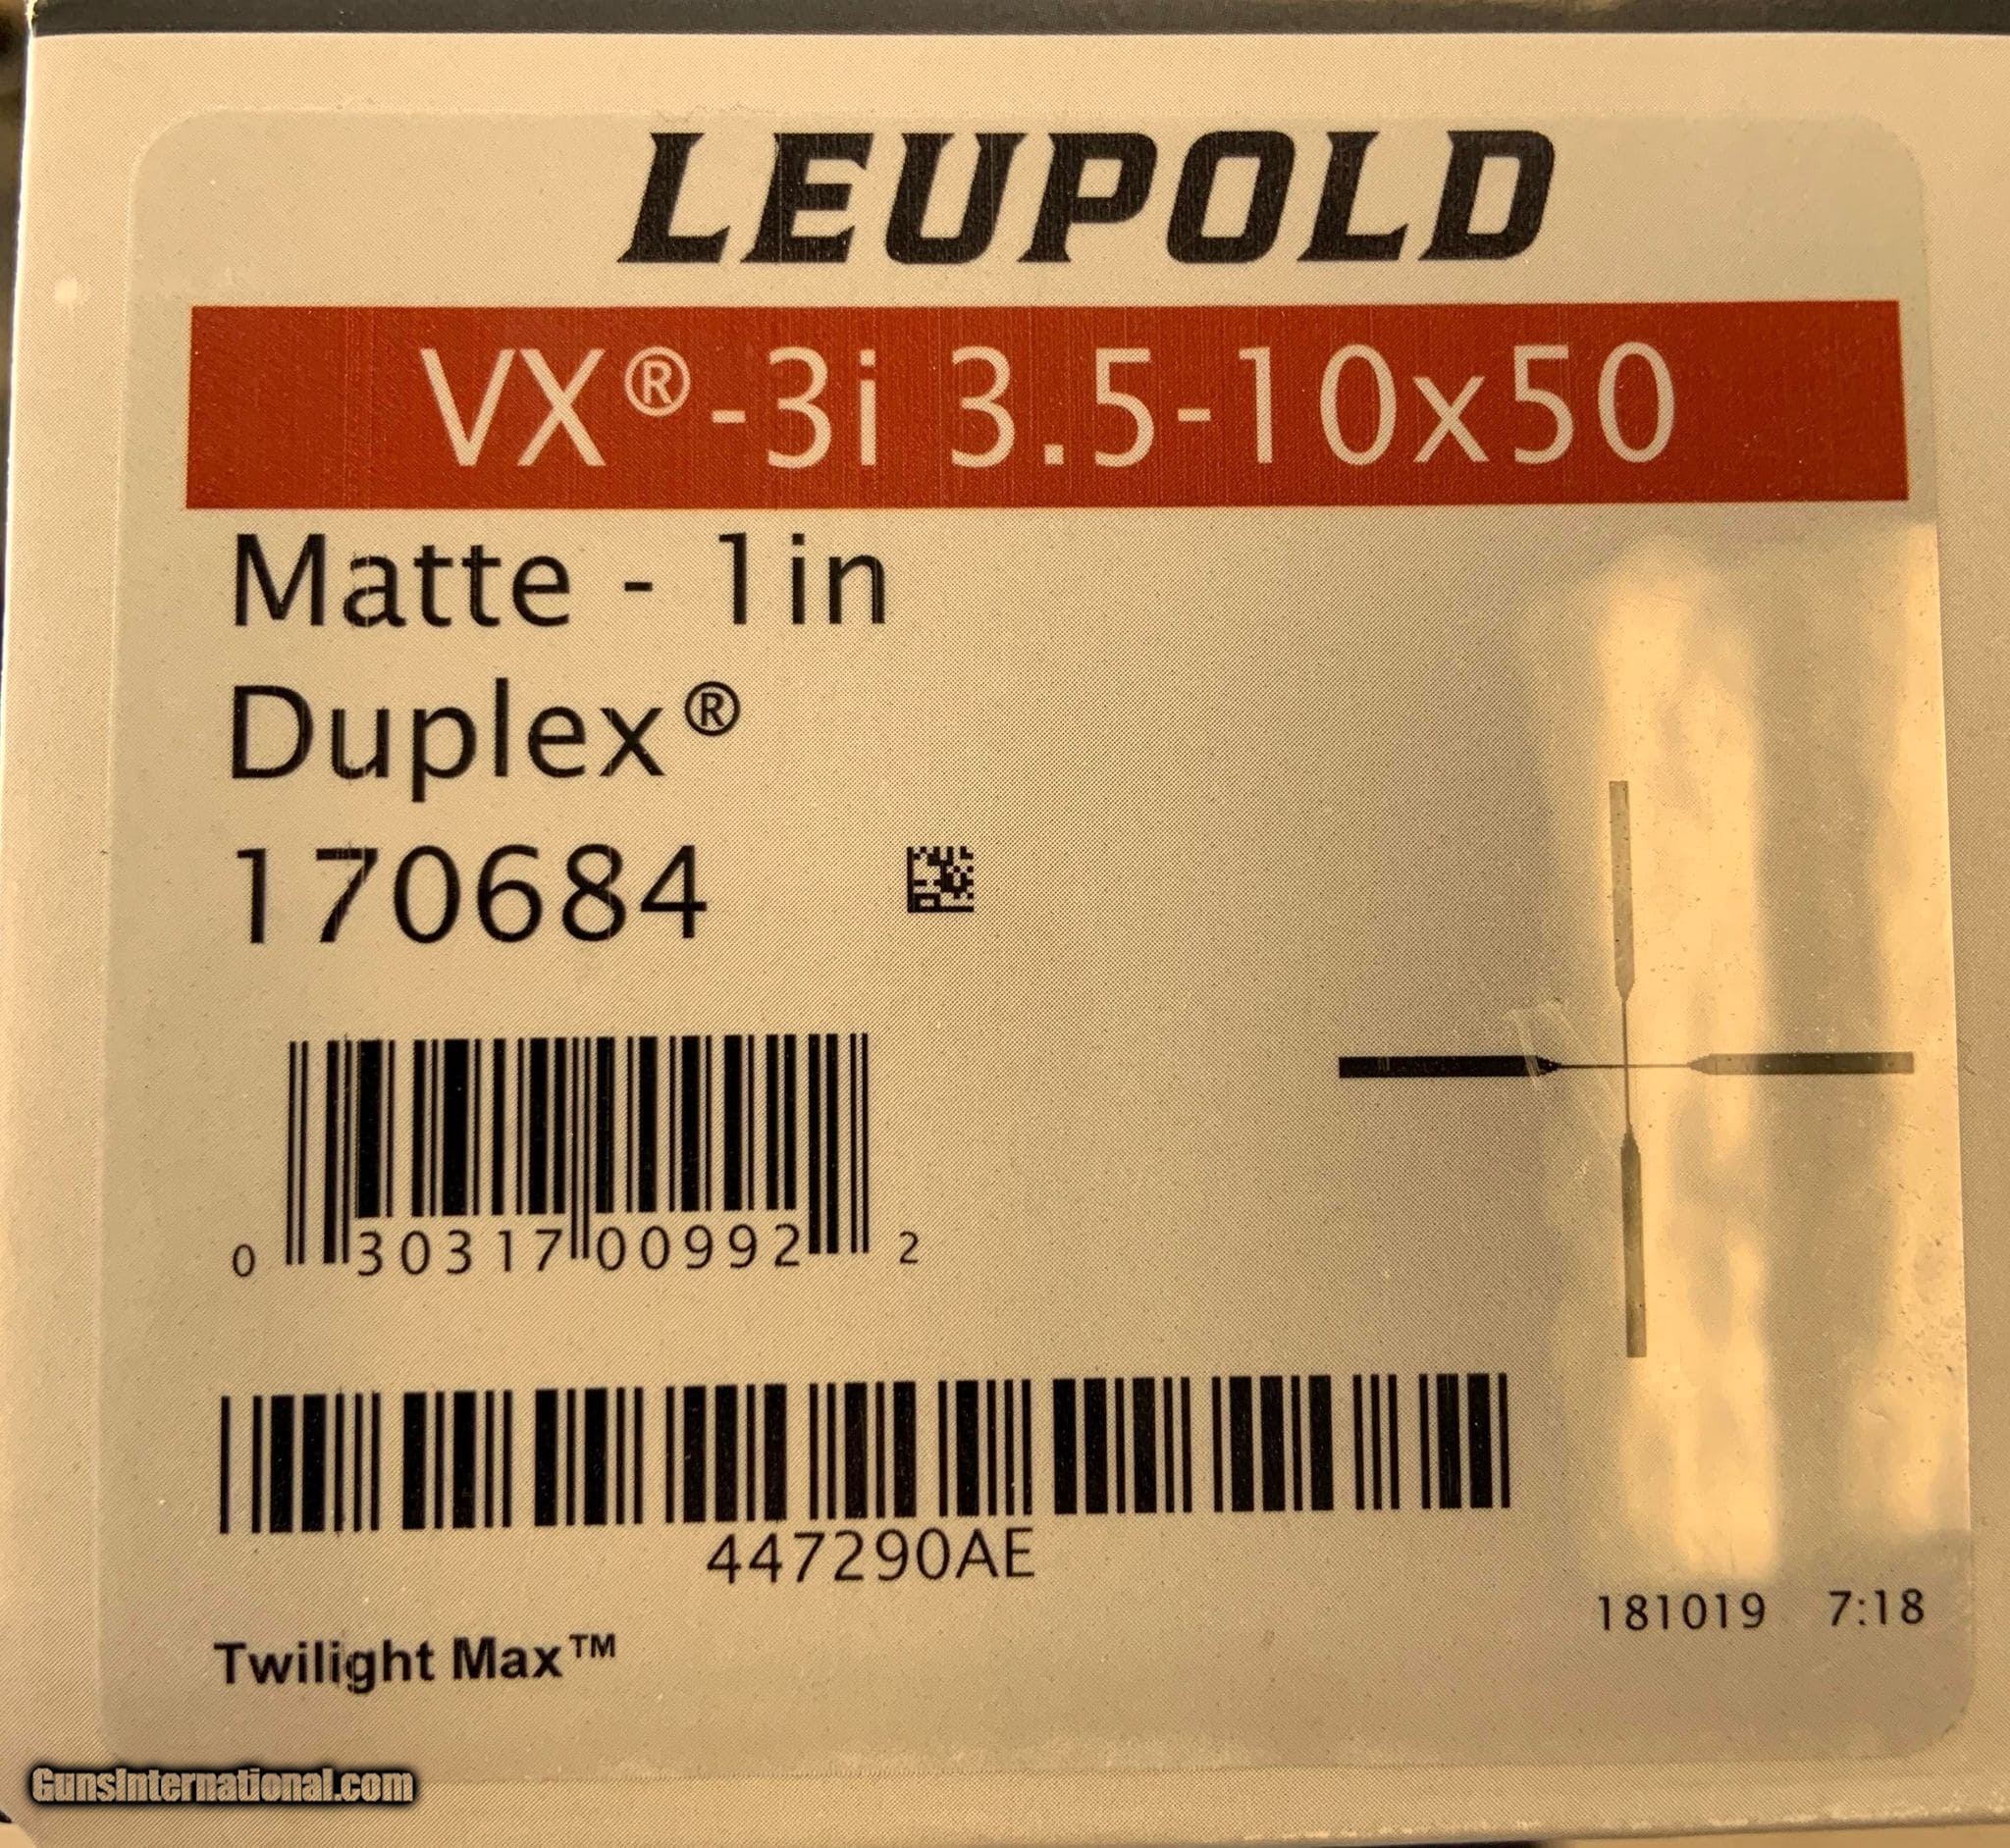 LEUPOLD
VX®-3i 3.5-10x50
Matte - 1in
Duplex®
170684
0 30317 00992 2
447290AE
181019 7:18
Twilight Max™
GunsInternational.com